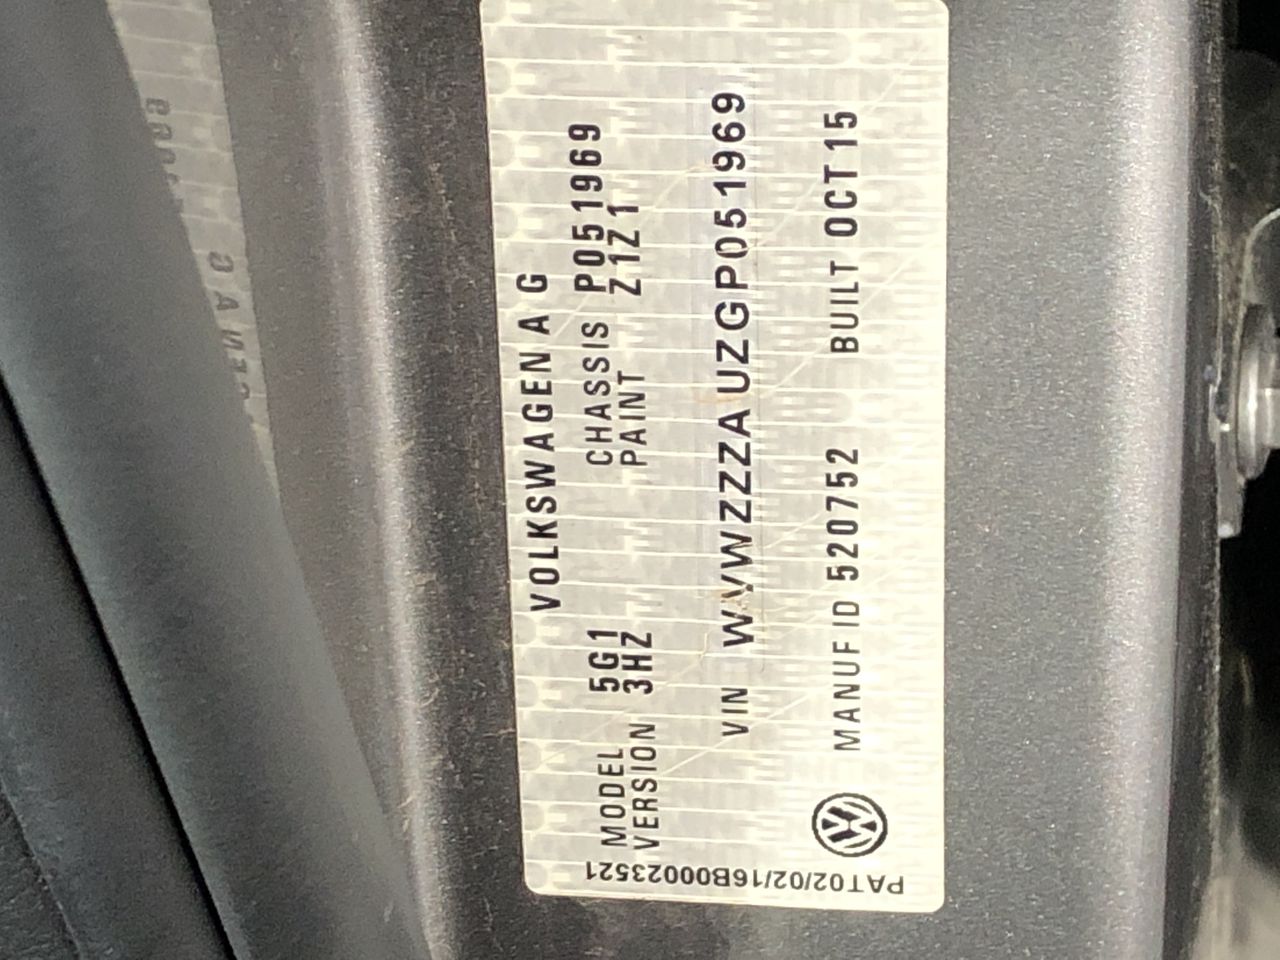 VOLKSWAGEN AG
MODEL 5G1 CHASSIS P051969
VERSION 3HZ PAINT Z1Z1
VIN WVWZZZAUZGP051969
MANUF ID 520752 BUILT OCT 15
PAT02/02/16B00023521